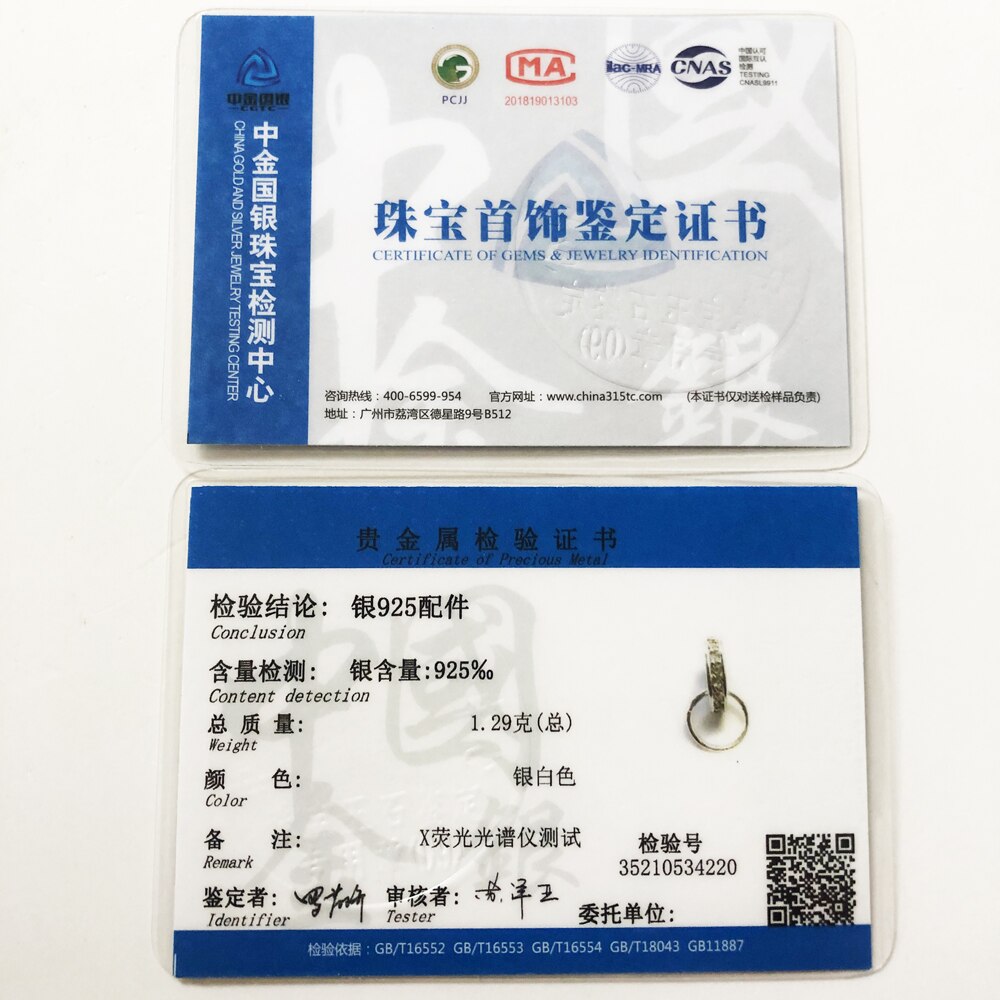 中金国银
CGTC
中金国银珠宝检测中心
CHINA GOLD AND SILVER JEWELRY TESTING CENTER
PCJJ
MA
201819013103
ilac-MRA
CNAS
中国认可
国际互认
检测
TESTING
CNASL9911
珠宝首饰鉴定证书
CERTIFICATE OF GEMS & JEWELRY IDENTIFICATION
咨询热线：400-6599-954 官方网址：www.china315tc.com (本证书仅对送检样品负责)
地址：广州市荔湾区德星路9号B512
贵金属检验证书
Certificate of Precious Metal
检验结论: 银925配件
Conclusion
含量检测: 银含量:925‰
Content detection
总 质 量: 1.29克(总)
Weight
颜 色: 银白色
Color
备 注: X荧光光谱仪测试
Remark
检验号
35210534220
鉴定者: 审核者:
Identifier Tester
委托单位:
检验依据：GB/T16552 GB/T16553 GB/T16554 GB/T18043 GB11887